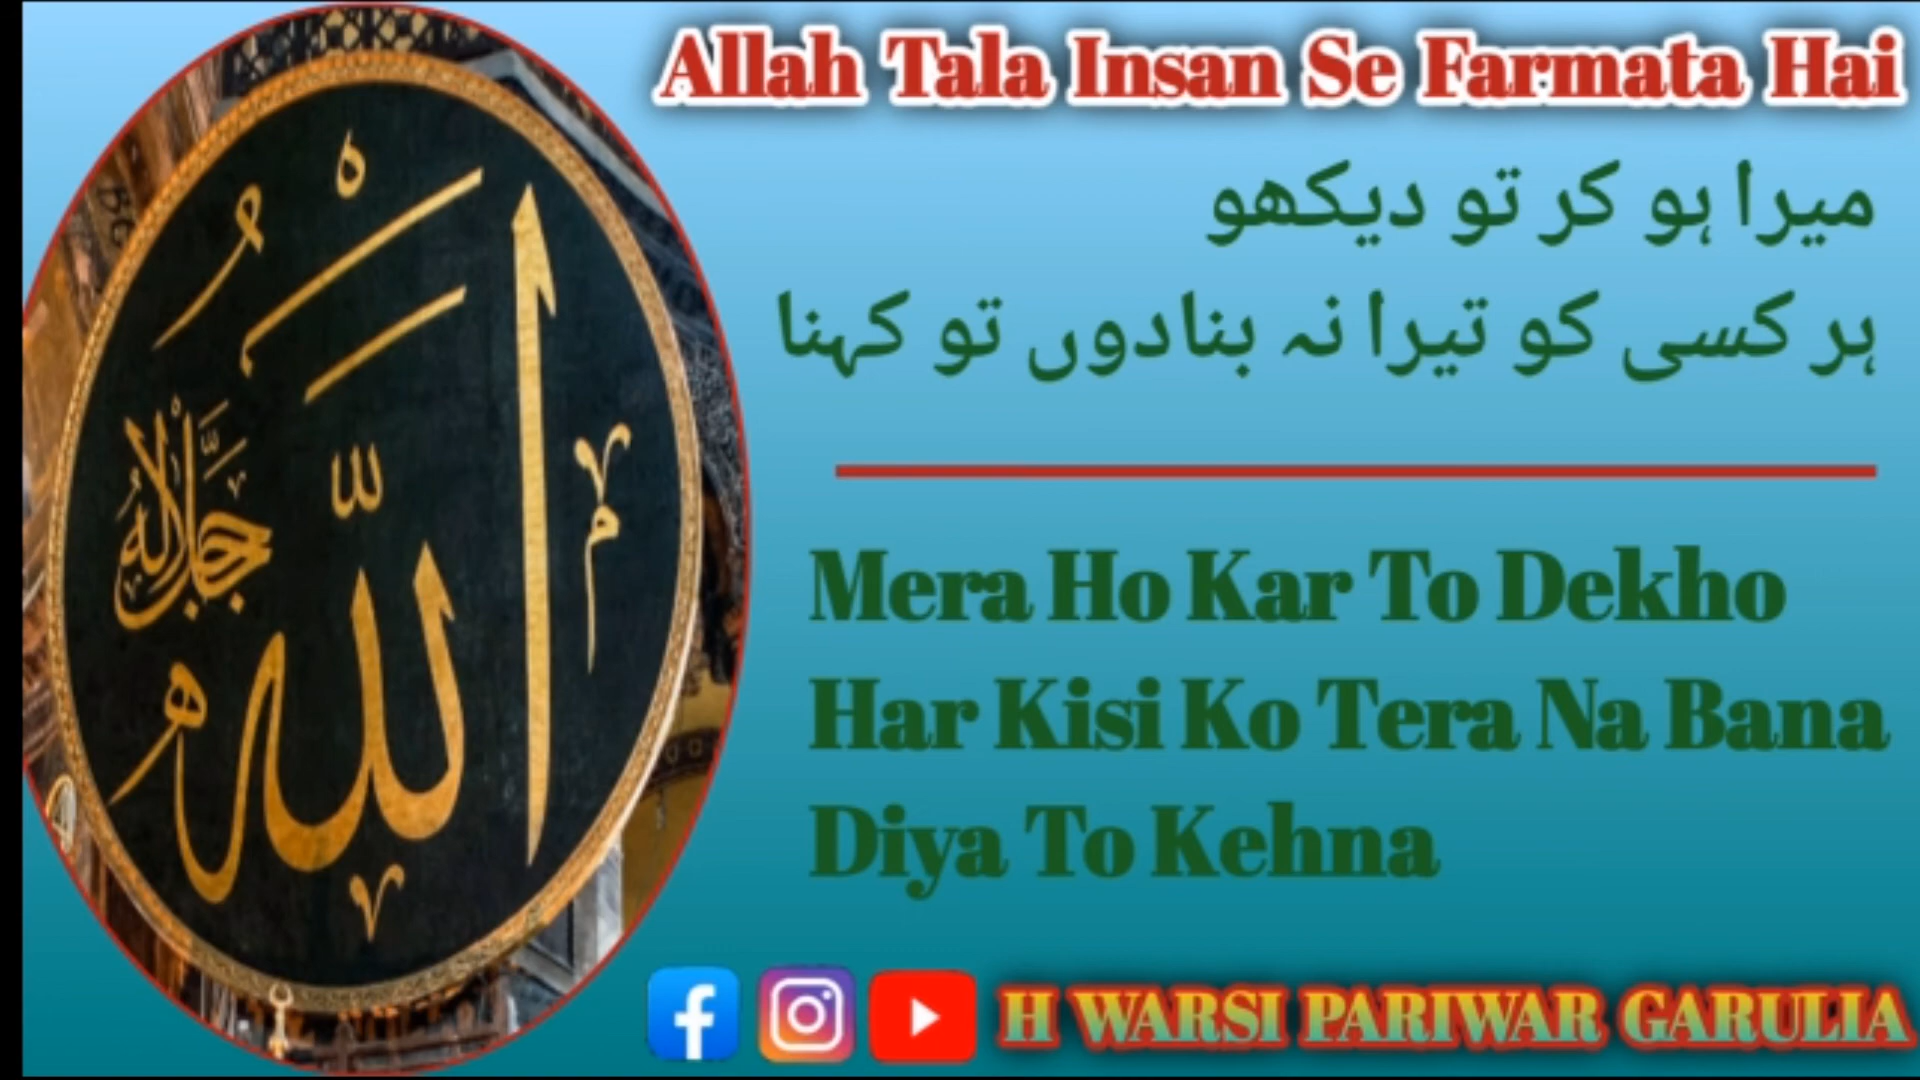 الله
جل جلاله
Allah Tala Insan Se Farmata Hai
میرا ہو کر تو دیکھو
ہر کسی کو تیرا نہ بنادوں تو کہنا
Mera Ho Kar To Dekho
Har Kisi Ko Tera Na Bana
Diya To Kehna
H WARSI PARIWAR GARULIA